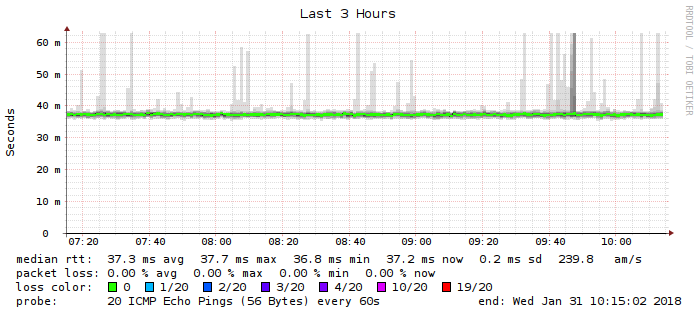 Last 3 Hours
RRDTOOL / TOBI OETIKER
Seconds
60 m
50 m
40 m
30 m
20 m
10 m
0
07:20 07:40 08:00 08:20 08:40 09:00 09:20 09:40 10:00
median rtt: 37.3 ms avg 37.7 ms max 36.8 ms min 37.2 ms now 0.2 ms sd 239.8 am/s
packet loss: 0.00 % avg 0.00 % max 0.00 % min 0.00 % now
loss color: 0 1/20 2/20 3/20 4/20 10/20 19/20
probe: 20 ICMP Echo Pings (56 Bytes) every 60s end: Wed Jan 31 10:15:02 2018